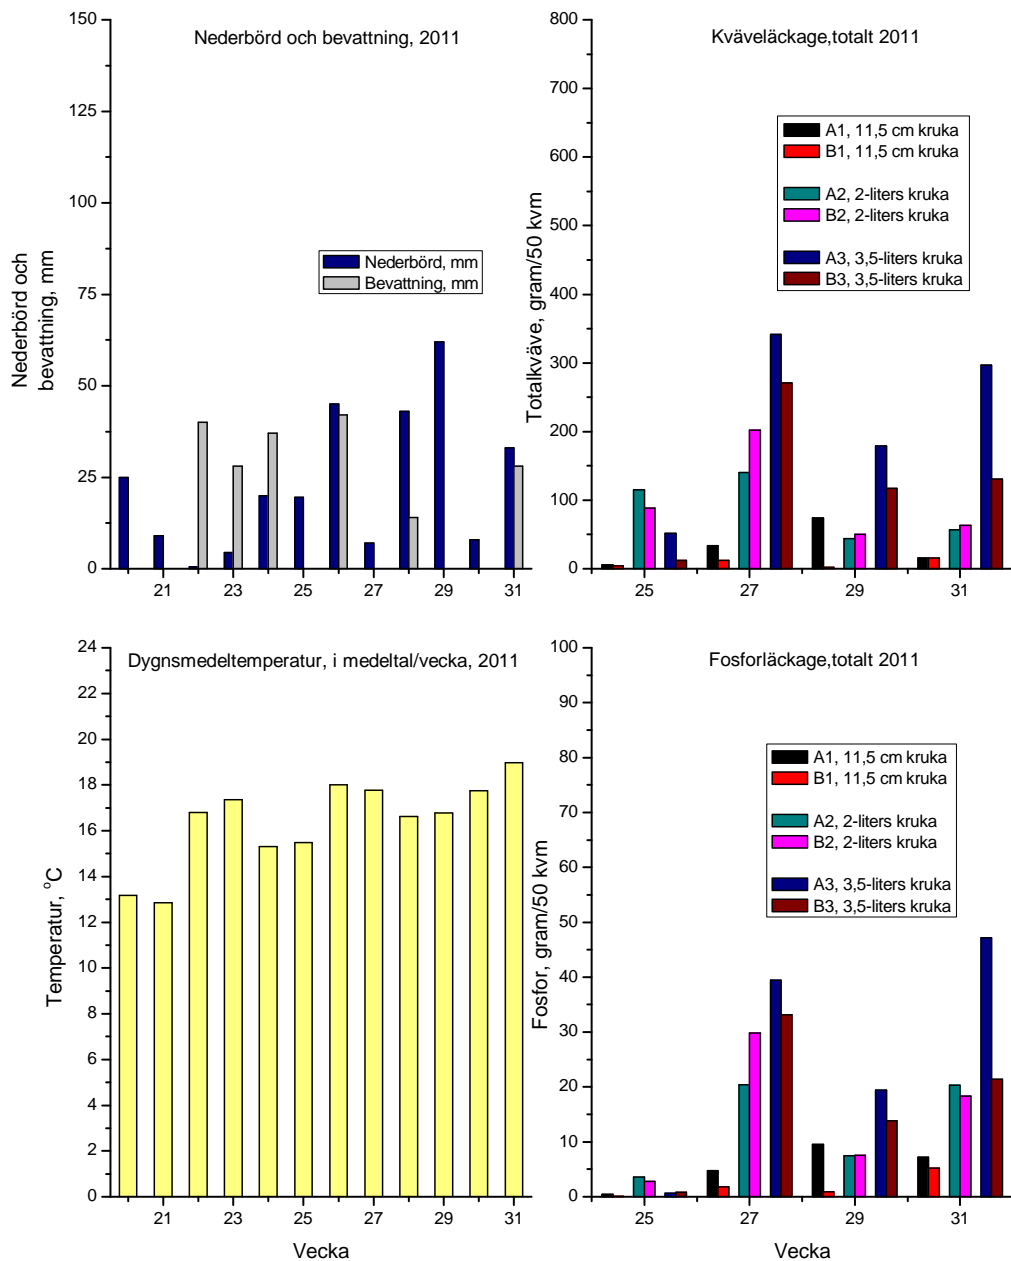 Nederbörd och bevattning, 2011
150
125
100
75
50
25
0
Nederbörd och
bevattning, mm
Nederbörd, mm
Bevattning, mm
21 23 25 27 29 31
Kväveläckage,totalt 2011
800
700
600
500
400
300
200
100
0
Totalkväve, gram/50 kvm
A1, 11,5 cm kruka
B1, 11,5 cm kruka
A2, 2-liters kruka
B2, 2-liters kruka
A3, 3,5-liters kruka
B3, 3,5-liters kruka
25 27 29 31
Dygnsmedeltemperatur, i medeltal/vecka, 2011
24
22
20
18
16
14
12
10
8
6
4
2
0
Temperatur, °C
21 23 25 27 29 31
Vecka
Fosforläckage,totalt 2011
100
90
80
70
60
50
40
30
20
10
0
Fosfor, gram/50 kvm
A1, 11,5 cm kruka
B1, 11,5 cm kruka
A2, 2-liters kruka
B2, 2-liters kruka
A3, 3,5-liters kruka
B3, 3,5-liters kruka
25 27 29 31
Vecka